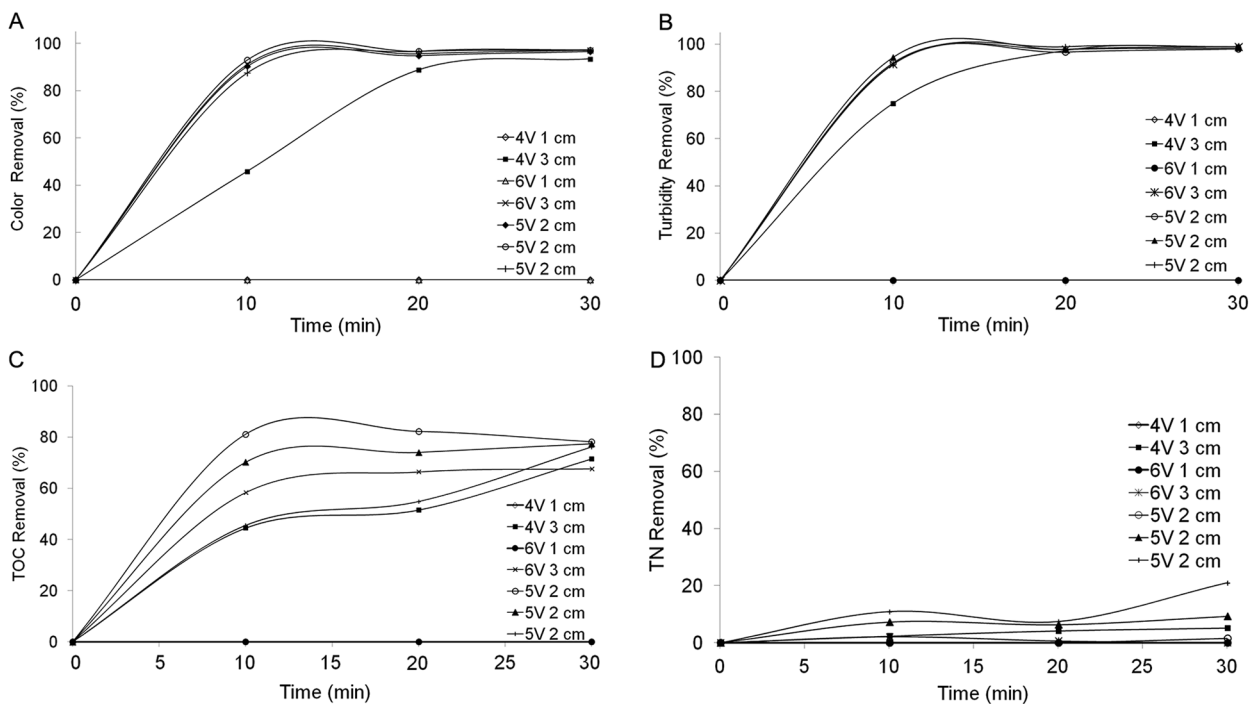 A
Color Removal (%)
100
80
60
40
20
0
4V 1 cm
4V 3 cm
6V 1 cm
6V 3 cm
5V 2 cm
5V 2 cm
5V 2 cm
0 10 20 30
Time (min)
B
Turbidity Removal (%)
100
80
60
40
20
0
4V 1 cm
4V 3 cm
6V 1 cm
6V 3 cm
5V 2 cm
5V 2 cm
5V 2 cm
0 10 20 30
Time (min)
C
TOC Removal (%)
100
80
60
40
20
0
4V 1 cm
4V 3 cm
6V 1 cm
6V 3 cm
5V 2 cm
5V 2 cm
5V 2 cm
0 5 10 15 20 25 30
Time (min)
D
TN Removal (%)
100
80
60
40
20
0
4V 1 cm
4V 3 cm
6V 1 cm
6V 3 cm
5V 2 cm
5V 2 cm
5V 2 cm
0 5 10 15 20 25 30
Time (min)